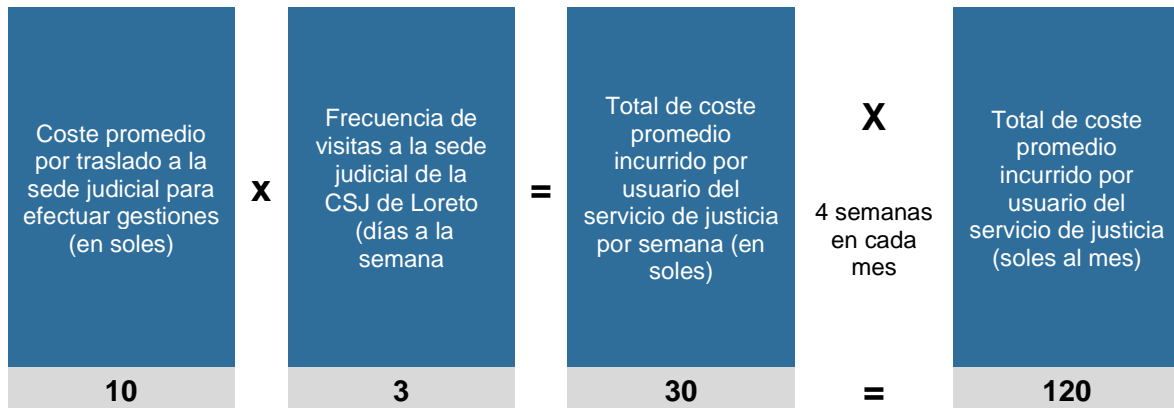 Coste promedio
por traslado a la
sede judicial para
efectuar gestiones
(en soles)
x
Frecuencia de
visitas a la sede
judicial de la
CSJ de Loreto
(días a la
semana
=
Total de coste
promedio
incurrido por
usuario del
servicio de justicia
por semana (en
soles)
X
4 semanas
en cada
mes
Total de coste
promedio
incurrido por
usuario del
servicio de justicia
(soles al mes)
10
3
30
=
120